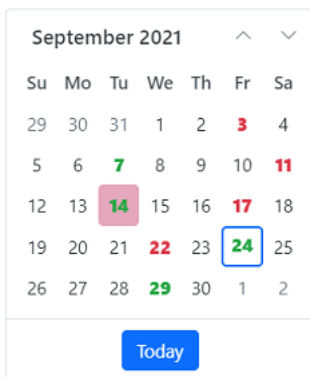 September 2021
Su Mo Tu We Th Fr Sa
29 30 31 1 2 3 4
5 6 7 8 9 10 11
12 13 14 15 16 17 18
19 20 21 22 23 24 25
26 27 28 29 30 1 2
Today